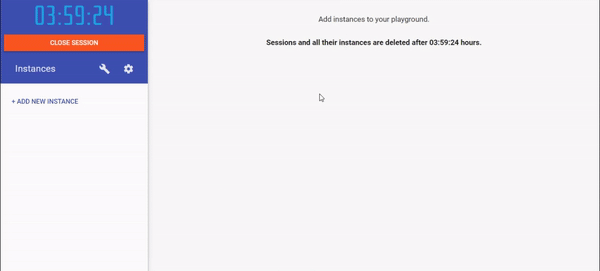 03:59:24
CLOSE SESSION
Instances
+ ADD NEW INSTANCE
Add instances to your playground.
Sessions and all their instances are deleted after 03:59:24 hours.